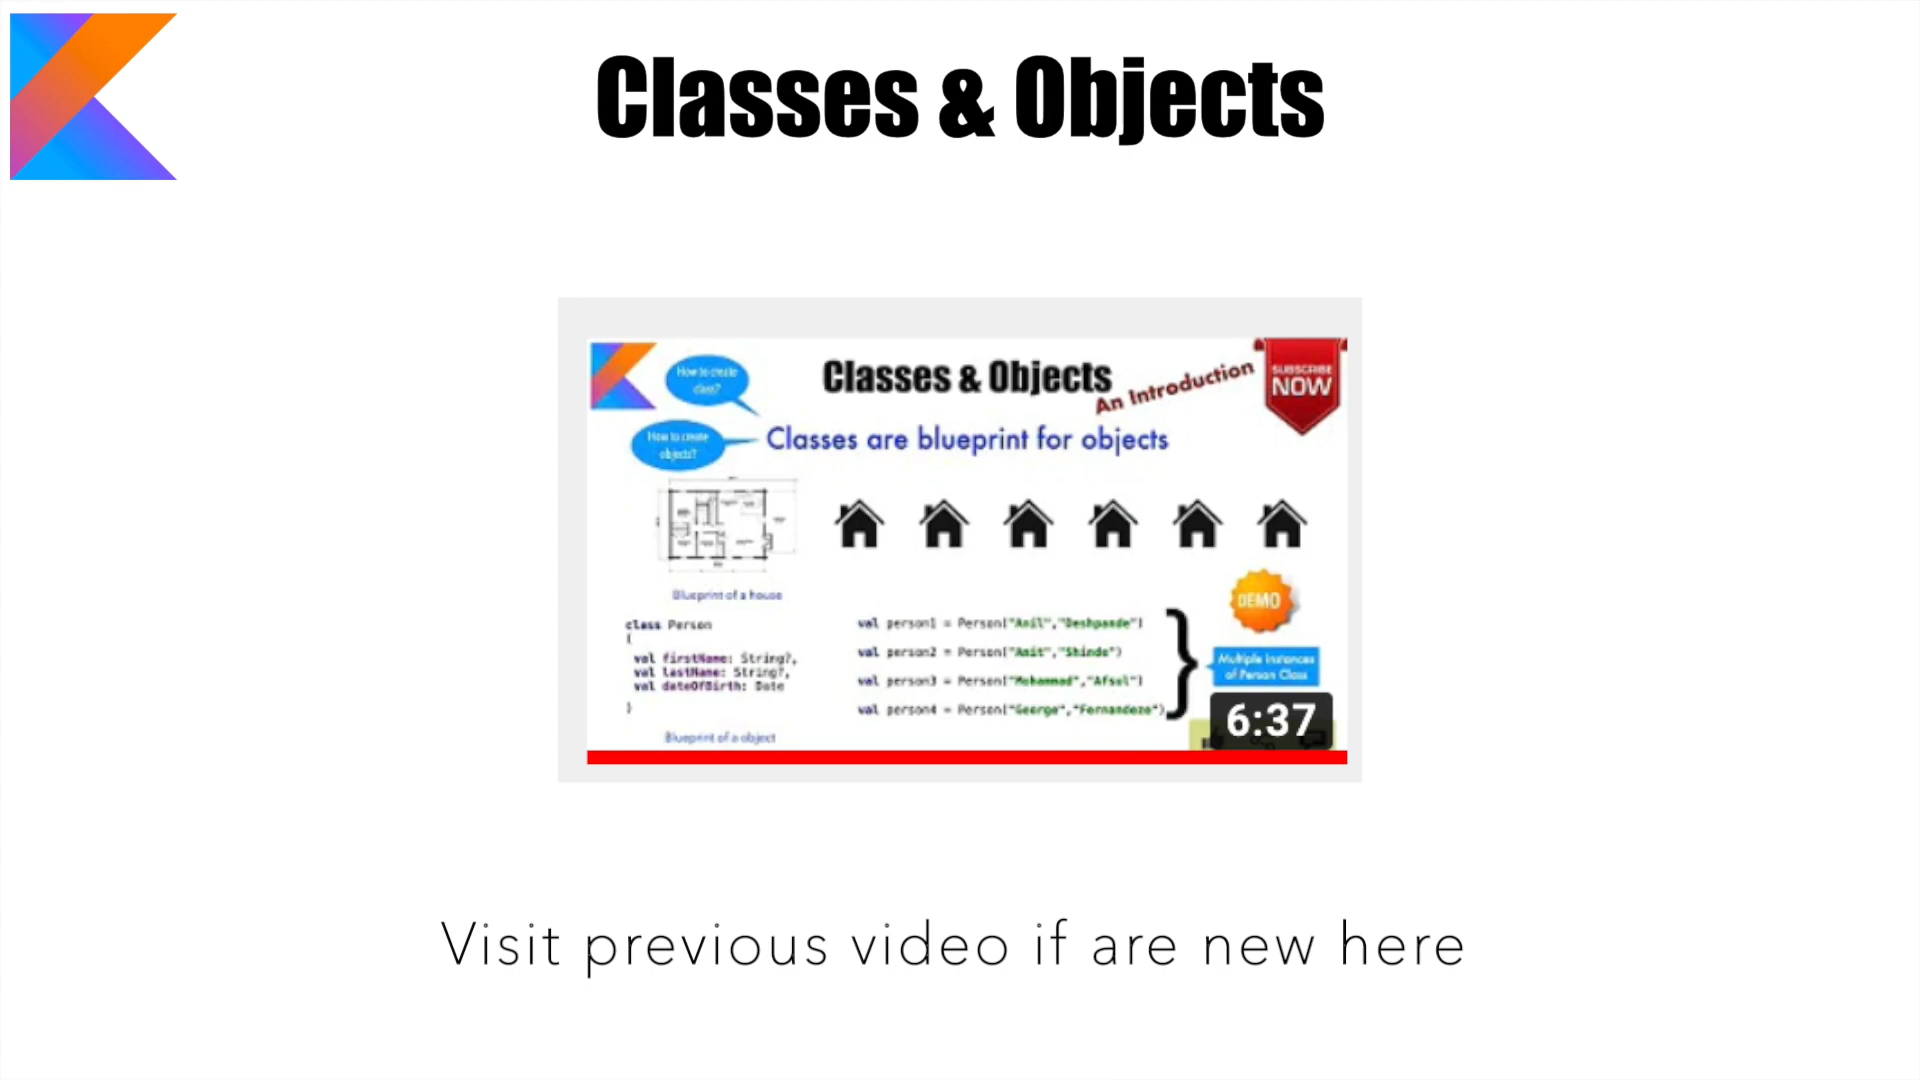 Classes & Objects
How to create
class?
Classes & Objects
An Introduction
SUBSCRIBE
NOW
How to create
objects?
Classes are blueprint for objects
Blueprint of a house
DEMO
class Person
{
val firstName: String?,
val lastName: String?,
val dateOfBirth: Date
}
val person1 = Person("Anil","Deshpande")
val person2 = Person("Amit","Shinde")
val person3 = Person("Mohammad","Afsal")
val person4 = Person("George","Fernandeze")
}
Multiple Instances
of Person Class
6:37
Blueprint of a object
Visit previous video if are new here